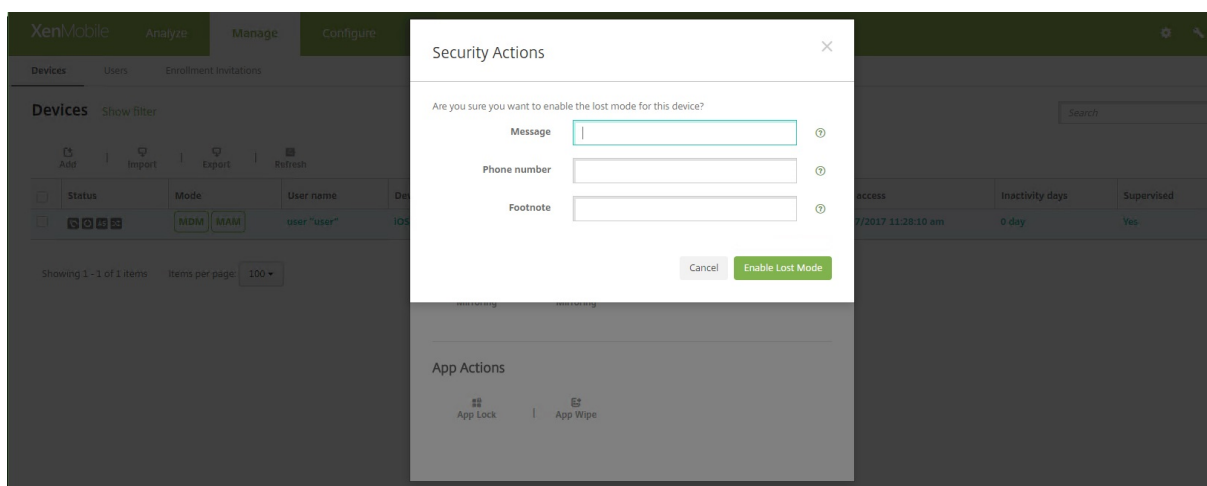 XenMobile Analyze Manage Configure
Devices Users Enrollment Invitations
Devices Show filter
Search
Add | Import | Export | Refresh
Status Mode User name access Inactivity days Supervised
MDM MAM user "user" iOS 7/2017 11:28:10 am 0 day Yes
Showing 1 - 1 of 1 items Items per page: 100
Security Actions
Are you sure you want to enable the lost mode for this device?
Message
Phone number
Footnote
Cancel Enable Lost Mode
Mirroring Mirroring
App Actions
App Lock | App Wipe